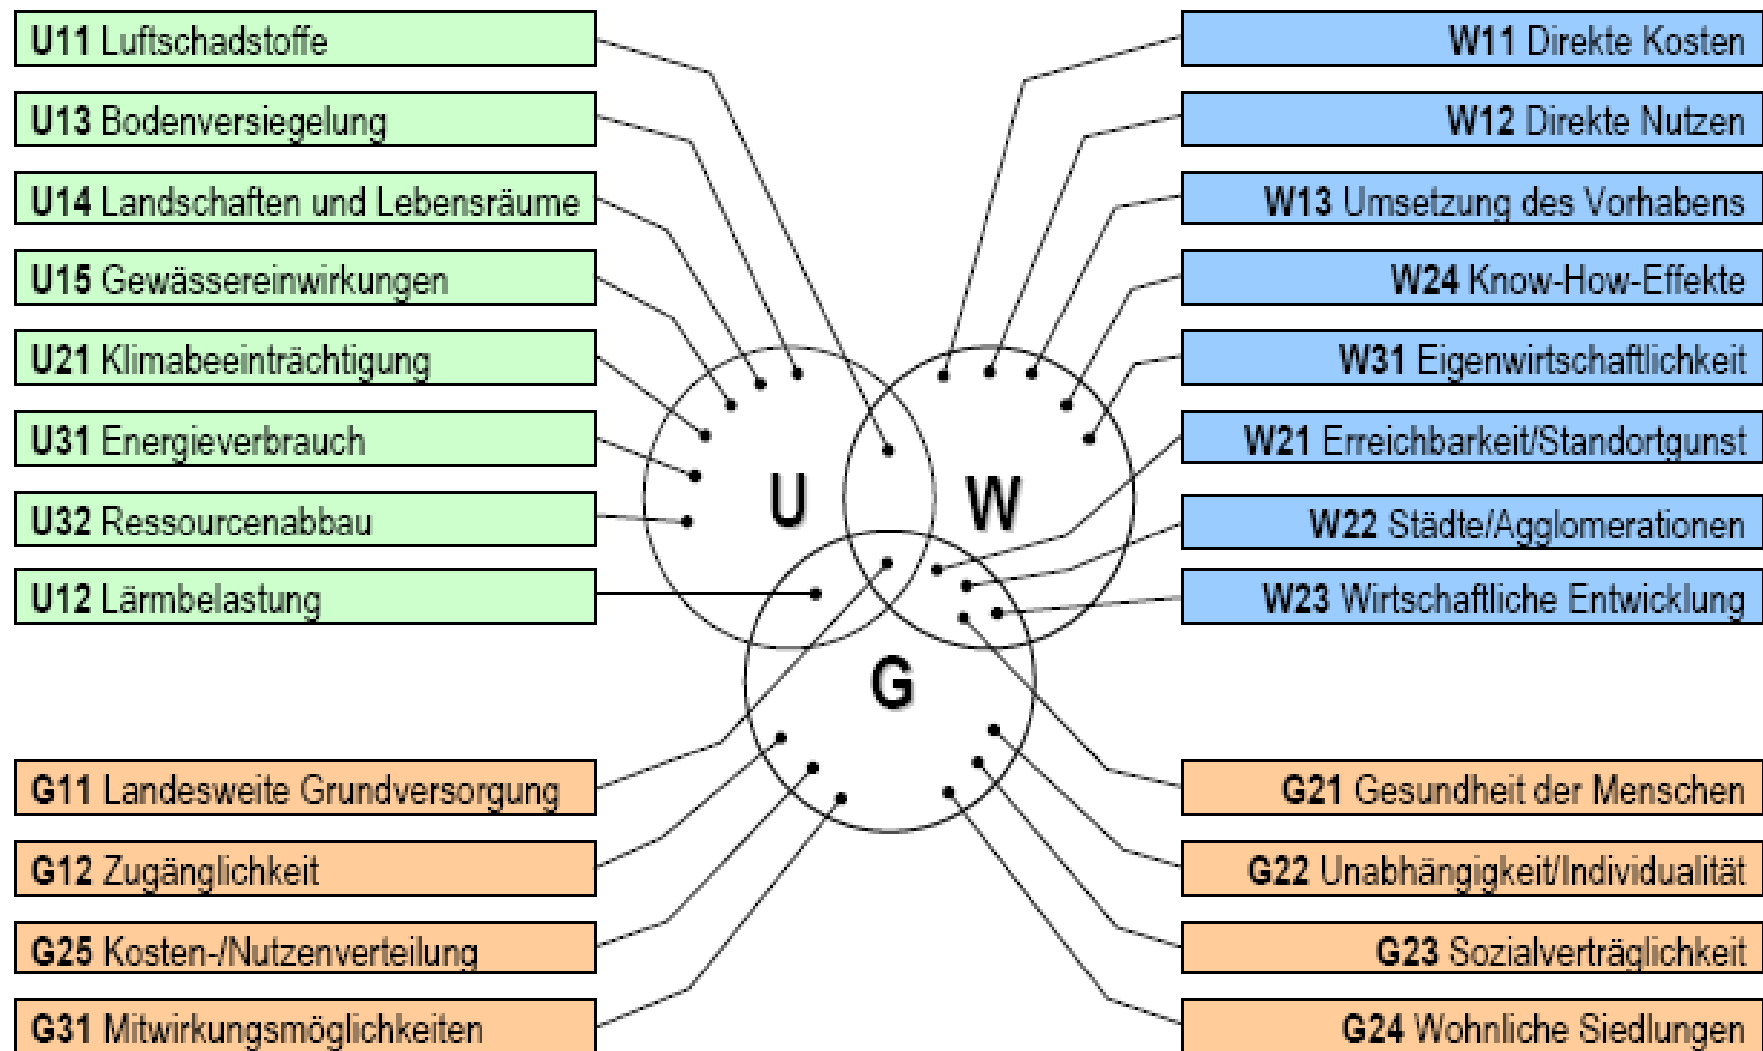 U11 Luftschadstoffe
U13 Bodenversiegelung
U14 Landschaften und Lebensräume
U15 Gewässereinwirkungen
U21 Klimabeeinträchtigung
U31 Energieverbrauch
U32 Ressourcenabbau
U12 Lärmbelastung
W11 Direkte Kosten
W12 Direkte Nutzen
W13 Umsetzung des Vorhabens
W24 Know-How-Effekte
W31 Eigenwirtschaftlichkeit
W21 Erreichbarkeit/Standortgunst
W22 Städte/Agglomerationen
W23 Wirtschaftliche Entwicklung
U
W
G
G11 Landesweite Grundversorgung
G12 Zugänglichkeit
G25 Kosten-/Nutzenverteilung
G31 Mitwirkungsmöglichkeiten
G21 Gesundheit der Menschen
G22 Unabhängigkeit/Individualität
G23 Sozialverträglichkeit
G24 Wohnliche Siedlungen